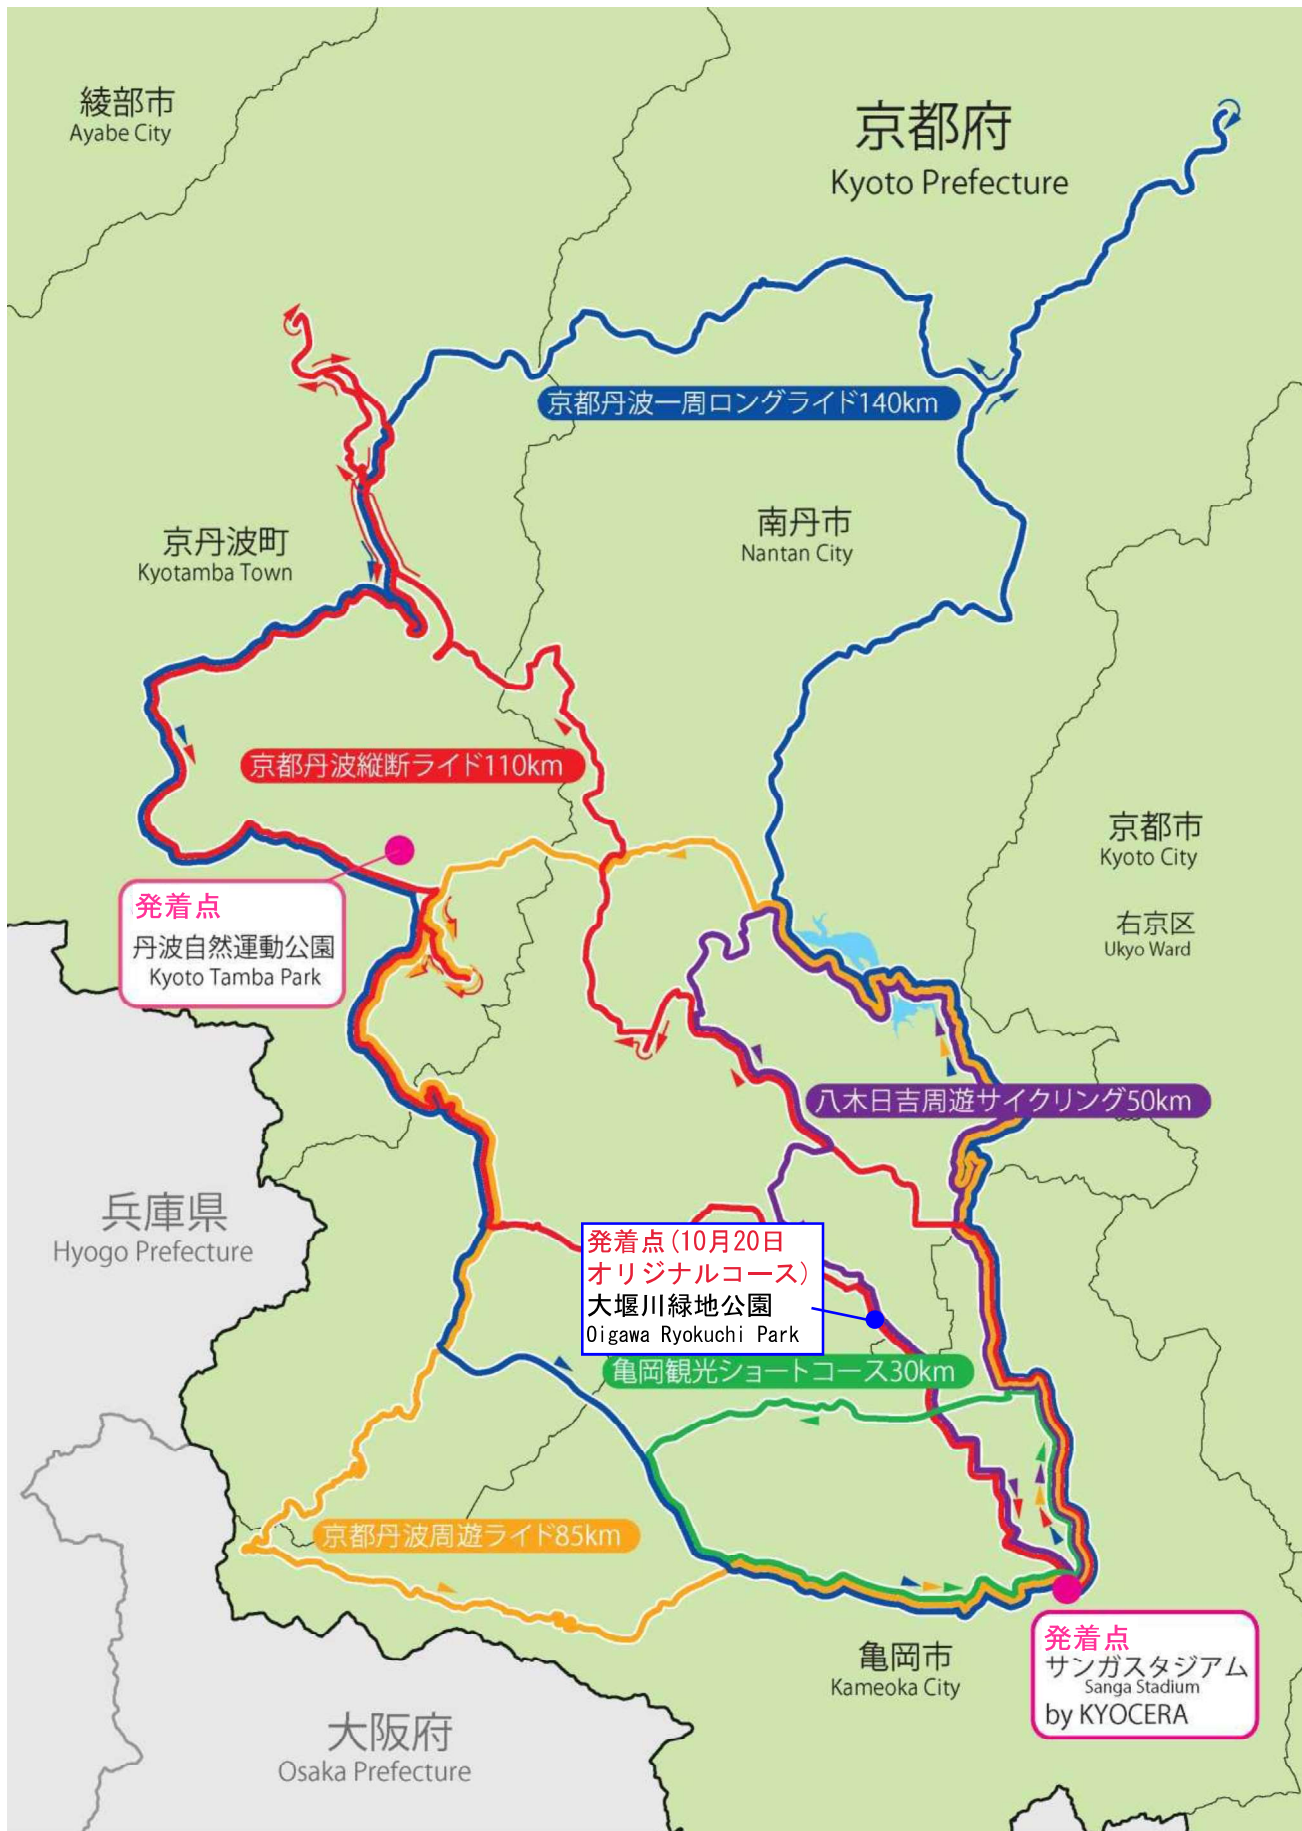 綾部市
Ayabe City
京都府
Kyoto Prefecture
京都丹波一周ロングライド140km
京丹波町
Kyotamba Town
南丹市
Nantan City
京都丹波縦断ライド110km
京都市
Kyoto City
右京区
Ukyo Ward
発着点
丹波自然運動公園
Kyoto Tamba Park
八木日吉周遊サイクリング50km
兵庫県
Hyogo Prefecture
発着点(10月20日
オリジナルコース)
大堰川緑地公園
Oigawa Ryokuchi Park
亀岡観光ショートコース30km
京都丹波周遊ライド85km
発着点
サンガスタジアム
Sanga Stadium
by KYOCERA
亀岡市
Kameoka City
大阪府
Osaka Prefecture